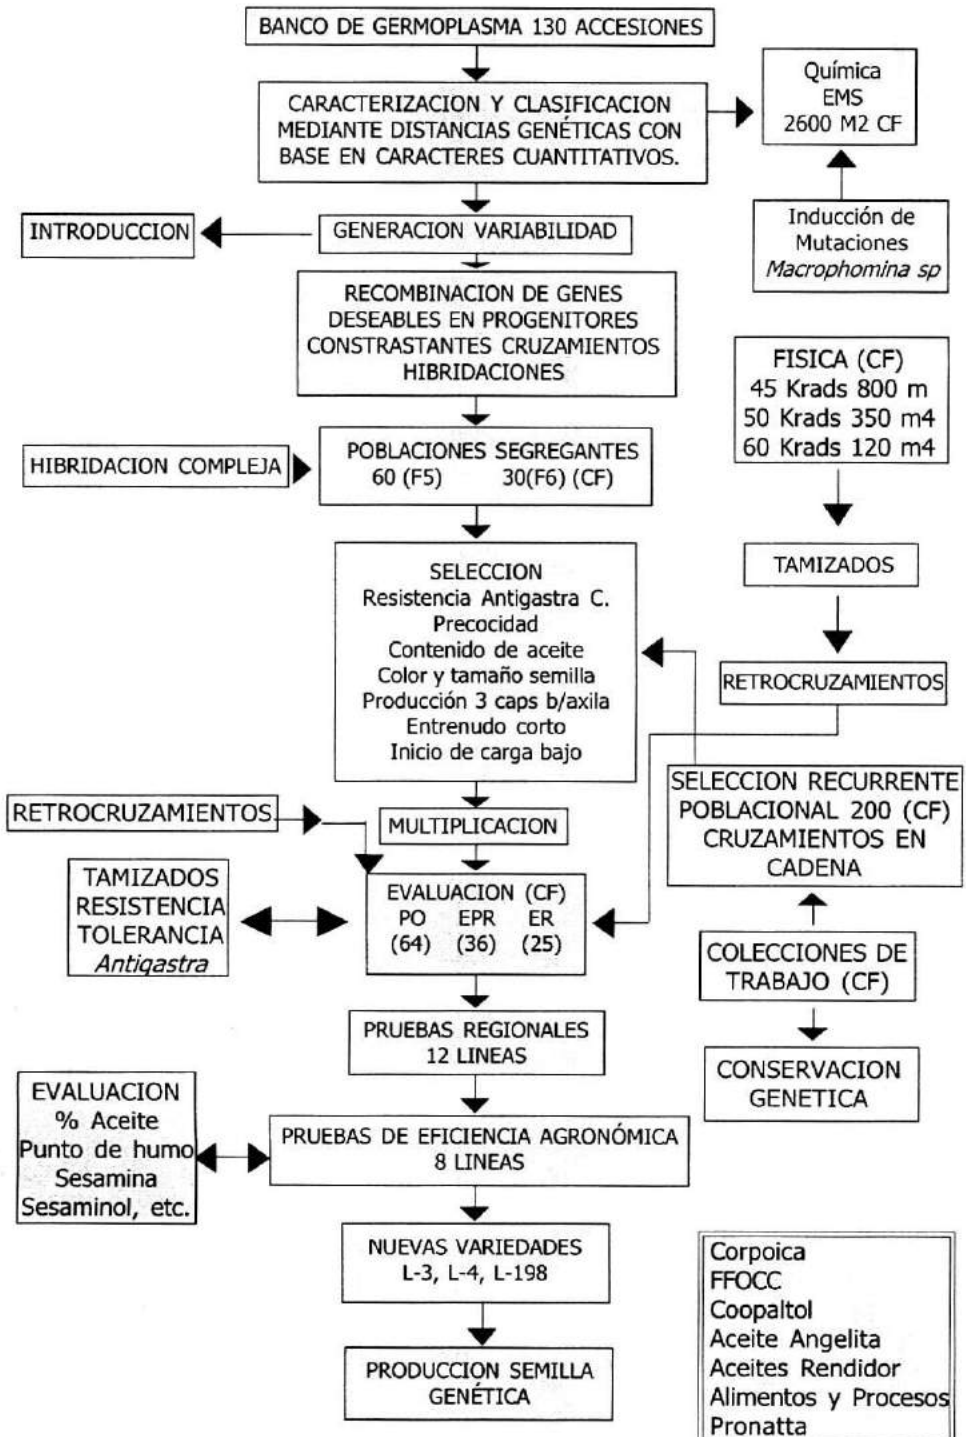 BANCO DE GERMOPLASMA 130 ACCESIONES
CARACTERIZACION Y CLASIFICACION
MEDIANTE DISTANCIAS GENÉTICAS CON
BASE EN CARACTERES CUANTITATIVOS.
Química
EMS
2600 M2 CF
INTRODUCCION
GENERACION VARIABILIDAD
Inducción de
Mutaciones
Macrophomina sp
RECOMBINACION DE GENES
DESEABLES EN PROGENITORES
CONSTRASTANTES CRUZAMIENTOS
HIBRIDACIONES
FISICA (CF)
45 Krads 800 m
50 Krads 350 m4
60 Krads 120 m4
HIBRIDACION COMPLEJA
POBLACIONES SEGREGANTES
60 (F5) 30(F6) (CF)
TAMIZADOS
SELECCION
Resistencia Antigastra C.
Precocidad
Contenido de aceite
Color y tamaño semilla
Producción 3 caps b/axila
Entrenudo corto
Inicio de carga bajo
RETROCRUZAMIENTOS
SELECCION RECURRENTE
POBLACIONAL 200 (CF)
CRUZAMIENTOS EN
CADENA
RETROCRUZAMIENTOS
MULTIPLICACION
TAMIZADOS
RESISTENCIA
TOLERANCIA
Antigastra
EVALUACION (CF)
PO EPR ER
(64) (36) (25)
COLECCIONES DE
TRABAJO (CF)
PRUEBAS REGIONALES
12 LINEAS
CONSERVACION
GENETICA
EVALUACION
% Aceite
Punto de humo
Sesamina
Sesaminol, etc.
PRUEBAS DE EFICIENCIA AGRONÓMICA
8 LINEAS
NUEVAS VARIEDADES
L-3, L-4, L-198
PRODUCCION SEMILLA
GENÉTICA
Corpoica
FFOCC
Coopaltol
Aceite Angelita
Aceites Rendidor
Alimentos y Procesos
Pronatta